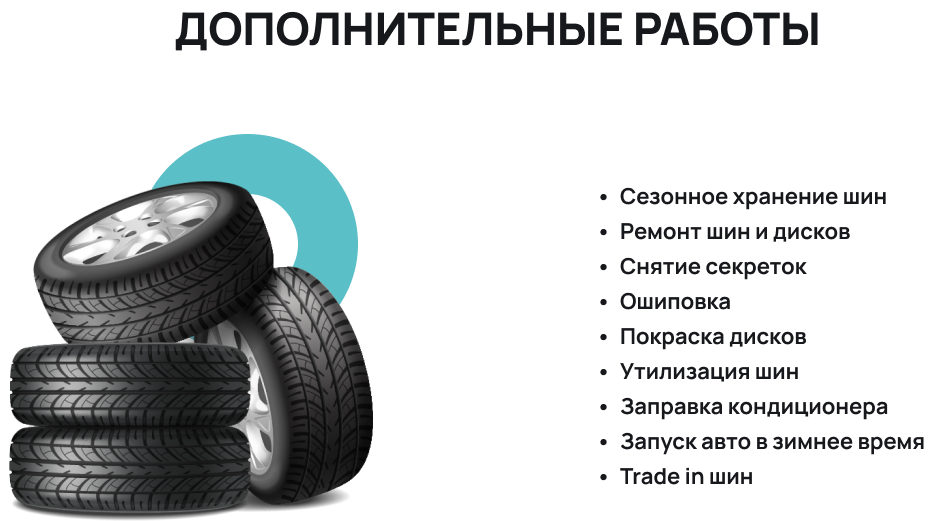 ДОПОЛНИТЕЛЬНЫЕ РАБОТЫ
• Сезонное хранение шин
• Ремонт шин и дисков
• Снятие секреток
• Ошиповка
• Покраска дисков
• Утилизация шин
• Заправка кондиционера
• Запуск авто в зимнее время
• Trade in шин